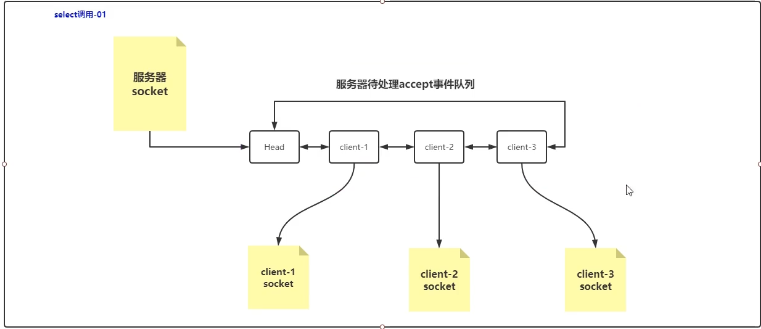 select调用-01
服务器
socket
服务器待处理accept事件队列
Head
client-1
client-2
client-3
client-1
socket
client-2
socket
client-3
socket